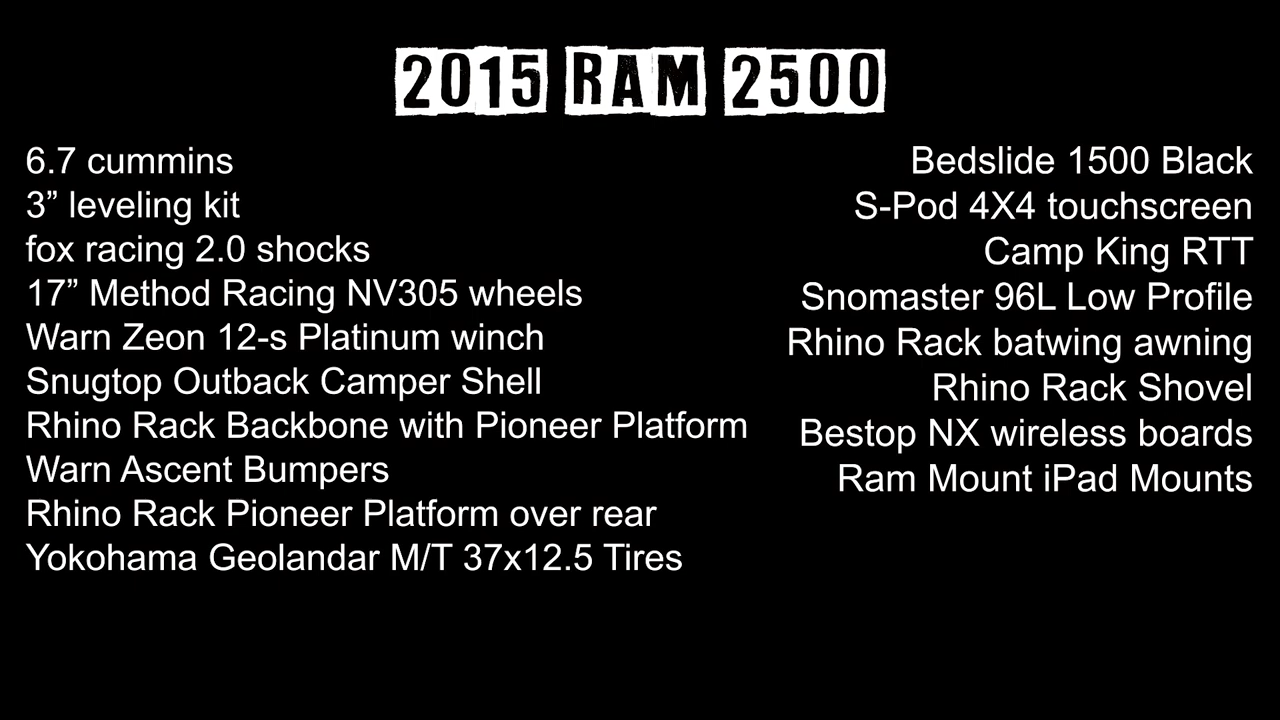 2015 RAM 2500
6.7 cummins
3” leveling kit
fox racing 2.0 shocks
17” Method Racing NV305 wheels
Warn Zeon 12-s Platinum winch
Snugtop Outback Camper Shell
Rhino Rack Backbone with Pioneer Platform
Warn Ascent Bumpers
Rhino Rack Pioneer Platform over rear
Yokohama Geolandar M/T 37x12.5 Tires
Bedslide 1500 Black
S-Pod 4X4 touchscreen
Camp King RTT
Snomaster 96L Low Profile
Rhino Rack batwing awning
Rhino Rack Shovel
Bestop NX wireless boards
Ram Mount iPad Mounts